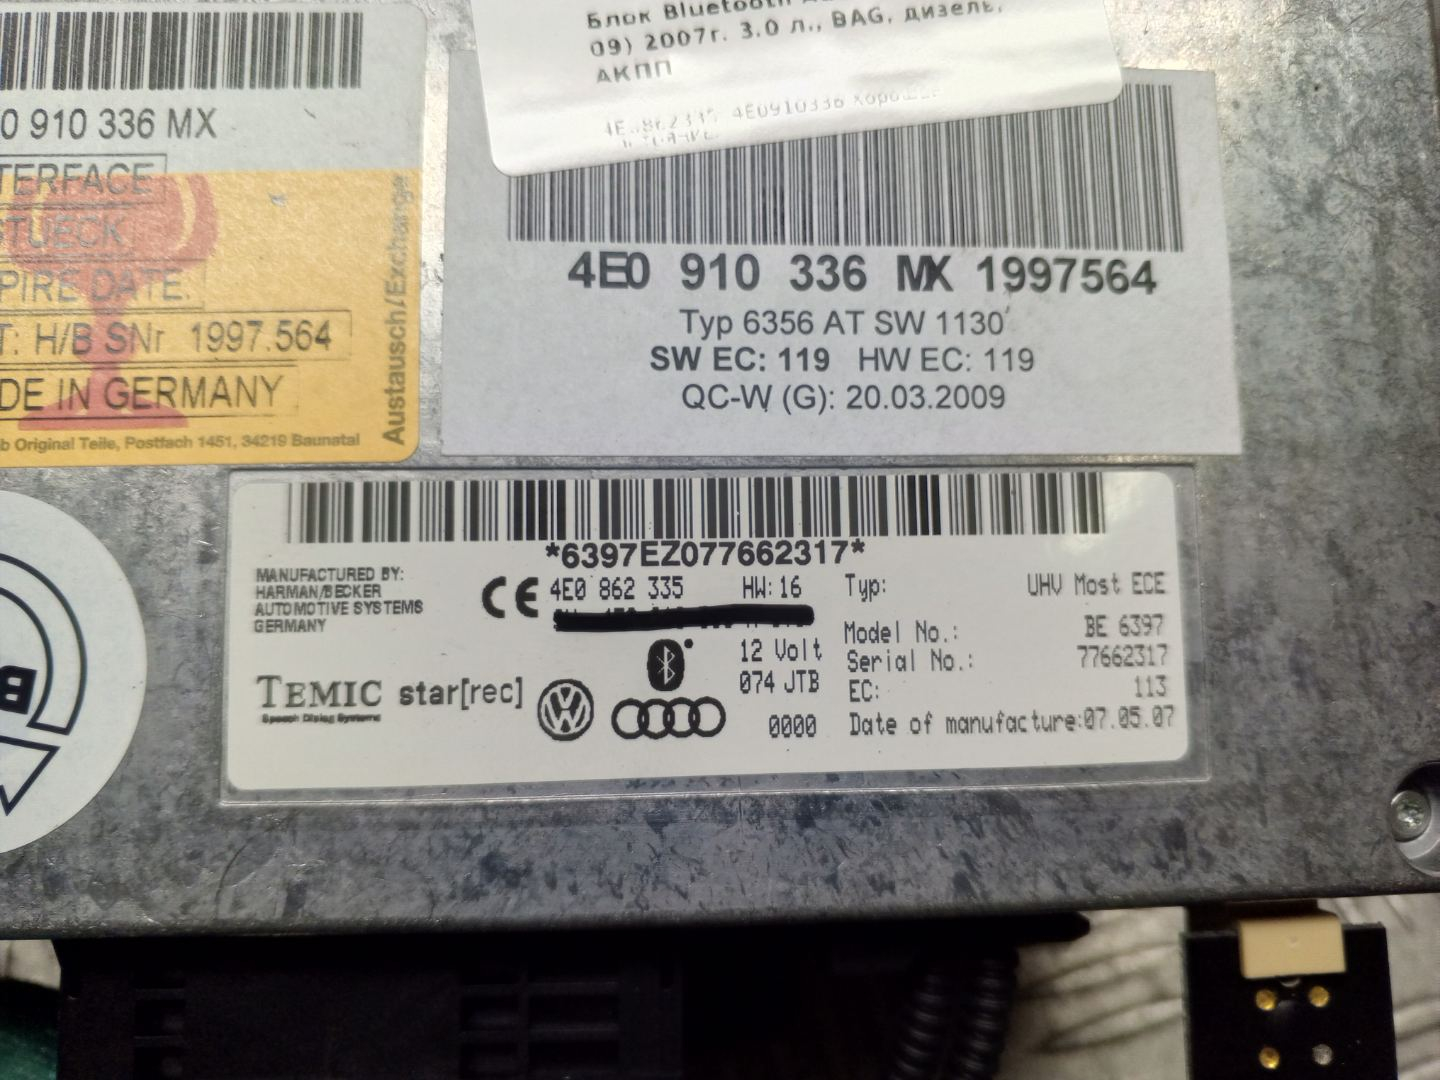 Блок Bluetooth
09) 2007г. 3.0 л., BAG, дизель,
АКПП
4E0910336
0 910 336 MX
TERFACE
STUECK
PIRE DATE.
T: H/B SNr 1997.564
DE IN GERMANY
b Original Teile, Postfach 1451, 34219 Baunatal
Austausch/Exchange
4E0 910 336 MX 1997564
Typ 6356 AT SW 1130
SW EC: 119 HW EC: 119
QC-W (G): 20.03.2009
*6397EZ077662317*
MANUFACTURED BY:
HARMAN/BECKER
AUTOMOTIVE SYSTEMS
GERMANY
CE
4E0 862 335 HW: 16
12 Volt
074 JTB
0000
TEMIC
Speech Dialog Systems
star[rec]
Typ: UHV Most ECE
Model No.: BE 6397
Serial No.: 77662317
EC: 113
Date of manufacture:07.05.07
B